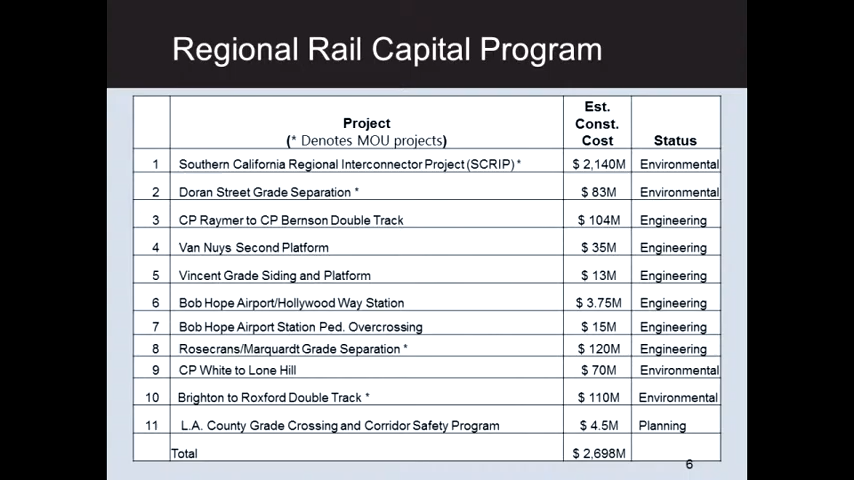 Regional Rail Capital Program
Project
(* Denotes MOU projects)
Est.
Const.
Cost
Status
1 Southern California Regional Interconnector Project (SCRIP) * $ 2,140M Environmental
2 Doran Street Grade Separation * $ 83M Environmental
3 CP Raymer to CP Bernson Double Track $ 104M Engineering
4 Van Nuys Second Platform $ 35M Engineering
5 Vincent Grade Siding and Platform $ 13M Engineering
6 Bob Hope Airport/Hollywood Way Station $ 3.75M Engineering
7 Bob Hope Airport Station Ped. Overcrossing $ 15M Engineering
8 Rosecrans/Marquardt Grade Separation * $ 120M Engineering
9 CP White to Lone Hill $ 70M Environmental
10 Brighton to Roxford Double Track * $ 110M Environmental
11 L.A. County Grade Crossing and Corridor Safety Program $ 4.5M Planning
Total $ 2,698M
6